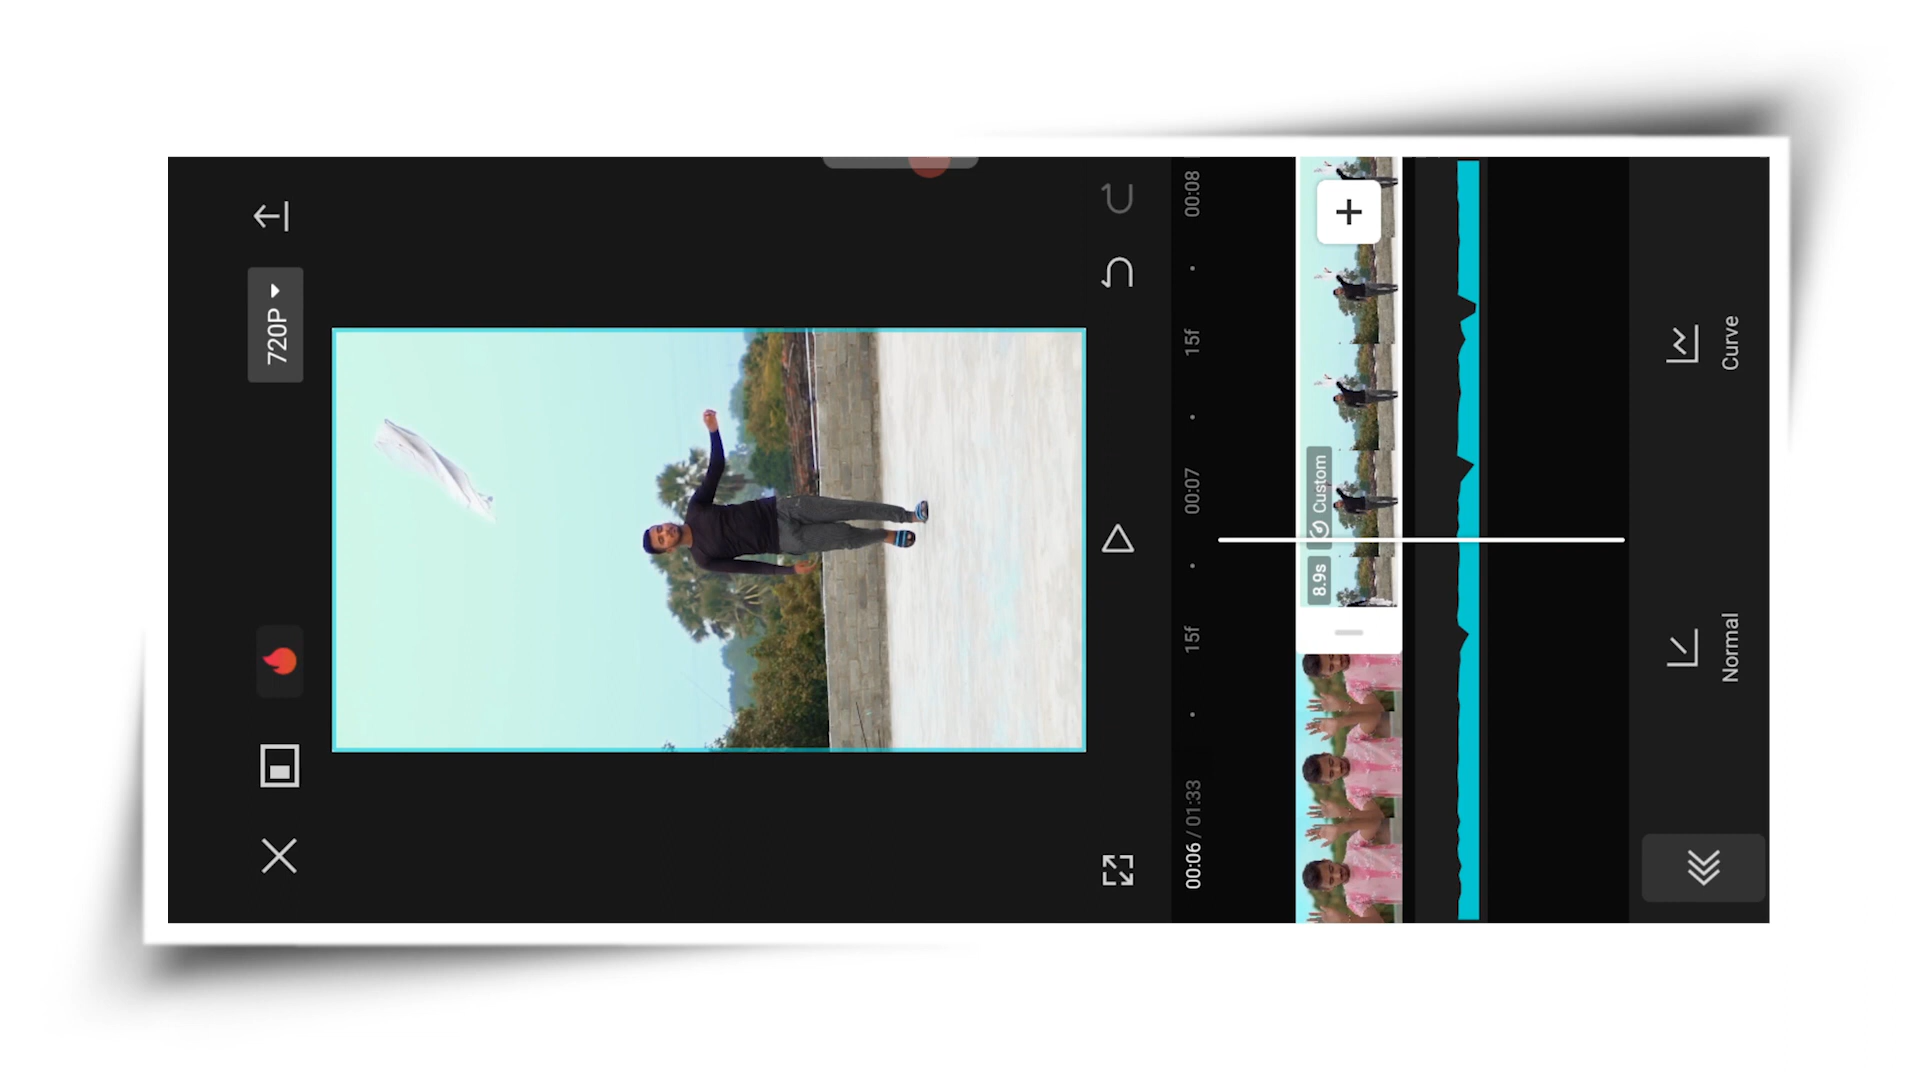 720P
00:06 / 01:33
15f
00:07
15f
00:08
8.9s
Custom
Normal
Curve